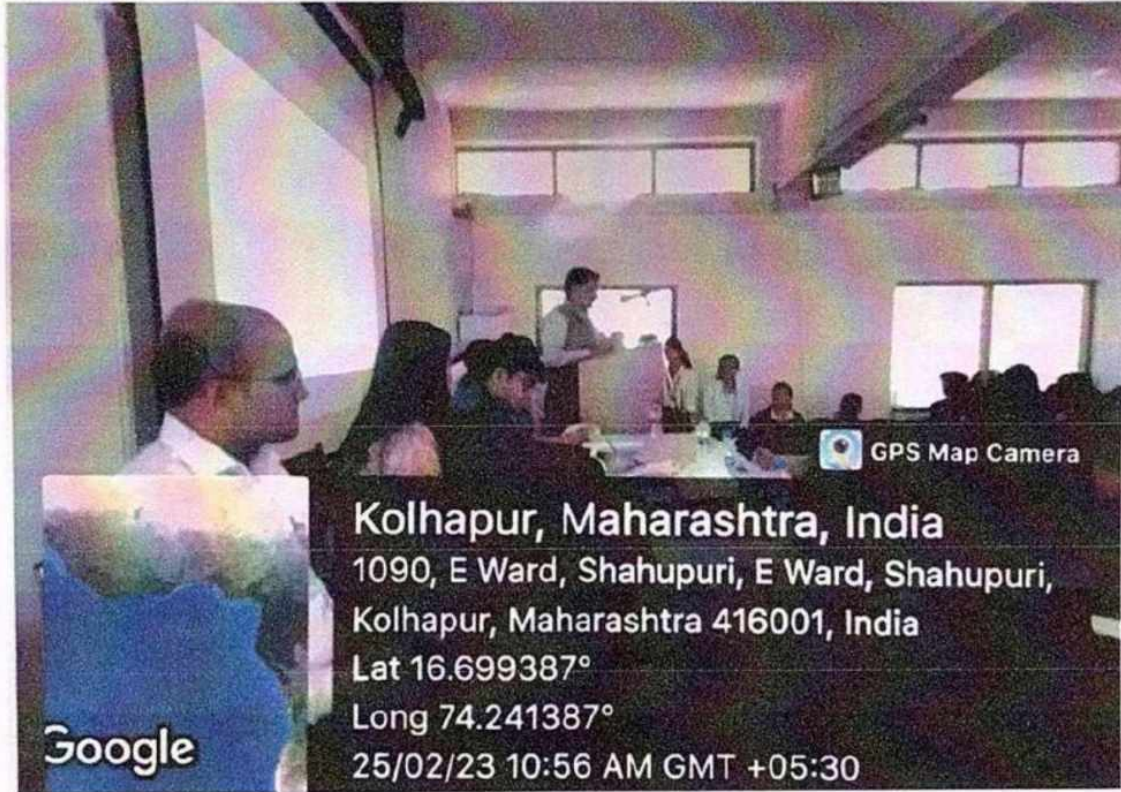 GPS Map Camera
Kolhapur, Maharashtra, India
1090, E Ward, Shahupuri, E Ward, Shahupuri,
Kolhapur, Maharashtra 416001, India
Lat 16.699387°
Long 74.241387°
25/02/23 10:56 AM GMT +05:30
Google